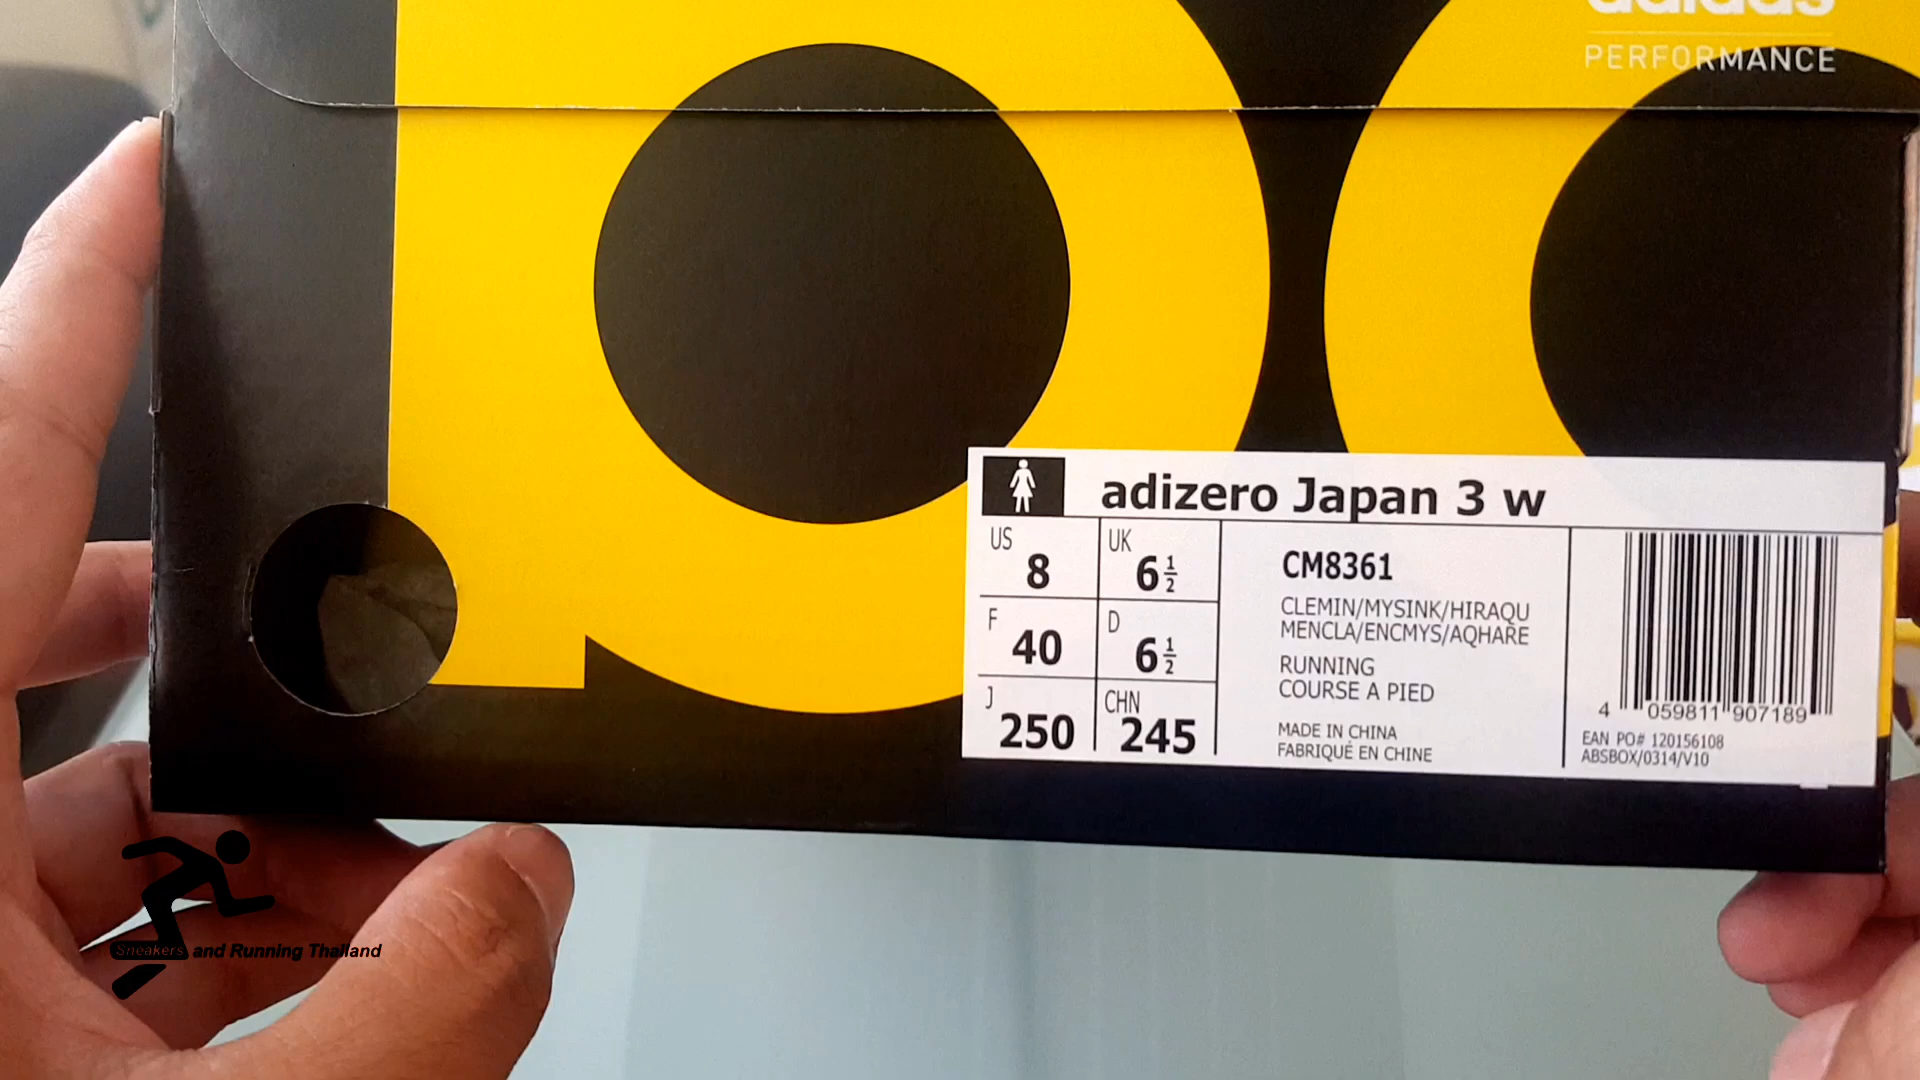 adidas
PERFORMANCE
adizero Japan 3 w
US 8
UK 6 1/2
F 40
D 6 1/2
J 250
CHN 245
CM8361
CLEMIN/MYSINK/HIRAQU
MENCLA/ENCMYS/AQHARE
RUNNING
COURSE A PIED
MADE IN CHINA
FABRIQUÉ EN CHINE
4 059811 907189
EAN PO# 120156108
ABSBOX/0314/V10
Sneakers and Running Thailand